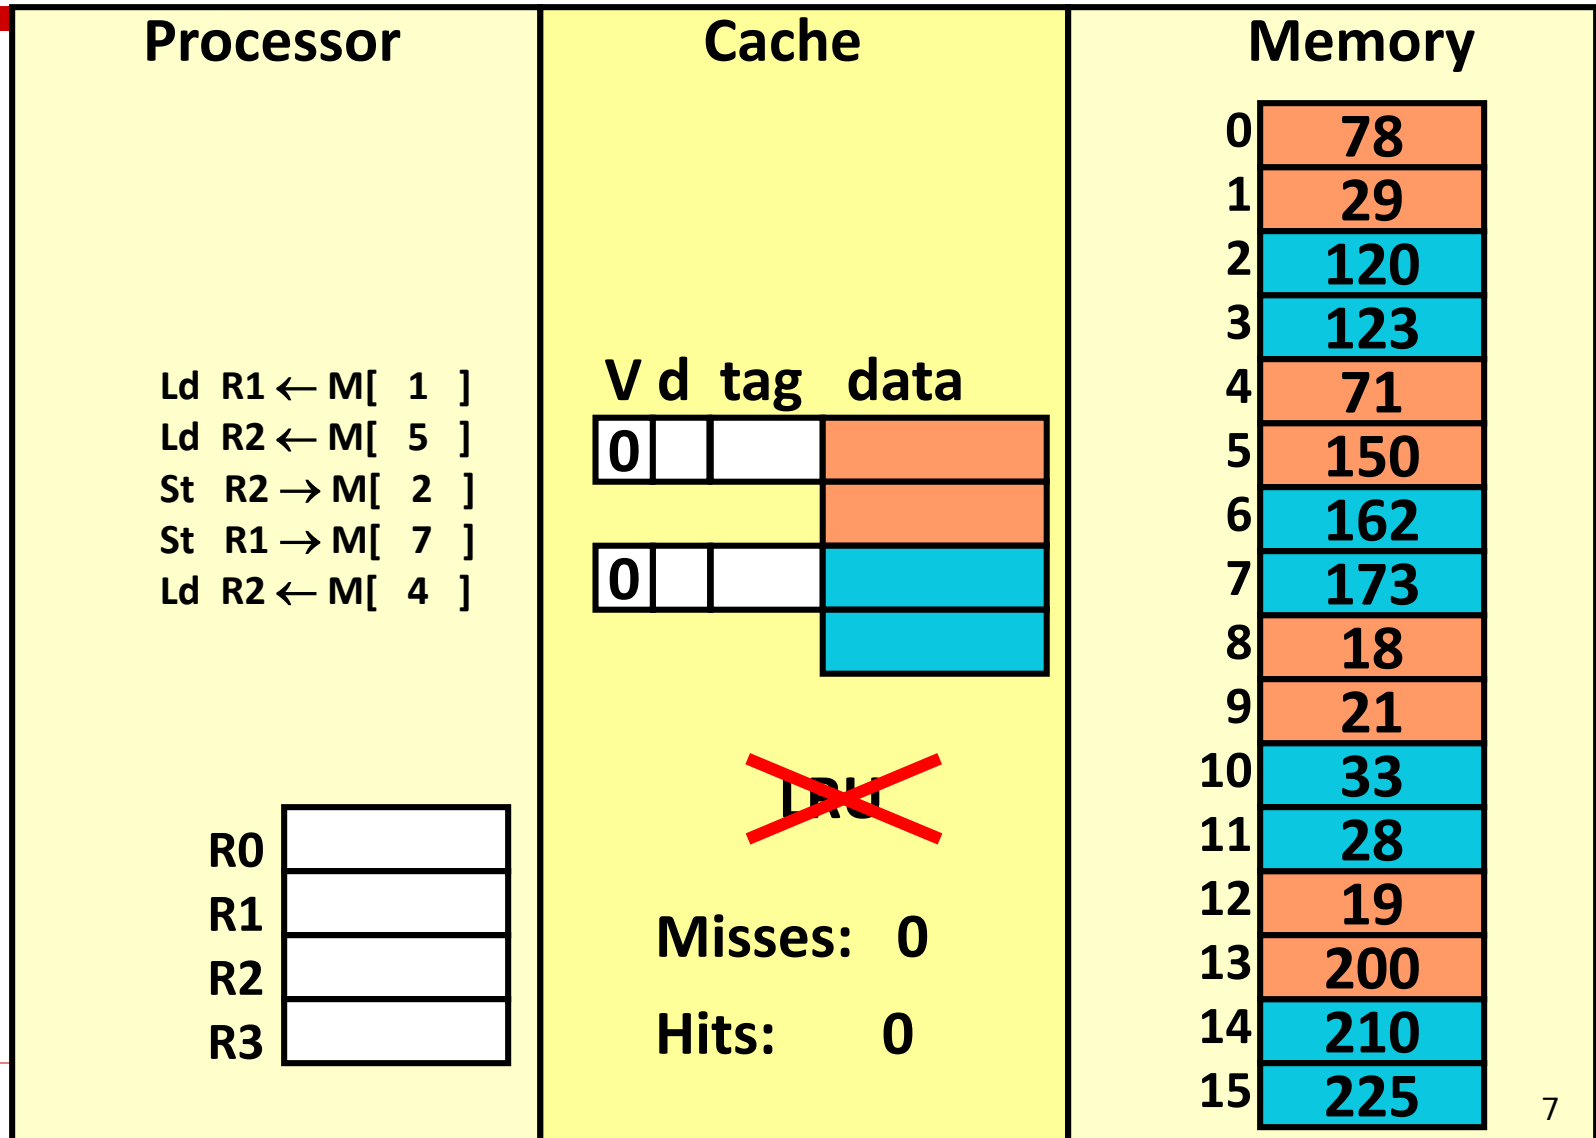 Processor
Ld R1 ← M[ 1 ]
Ld R2 ← M[ 5 ]
St R2 → M[ 2 ]
St R1 → M[ 7 ]
Ld R2 ← M[ 4 ]
R0
R1
R2
R3
Cache
V d tag data
0
0
LRU
Misses: 0
Hits: 0
Memory
0 78
1 29
2 120
3 123
4 71
5 150
6 162
7 173
8 18
9 21
10 33
11 28
12 19
13 200
14 210
15 225
7